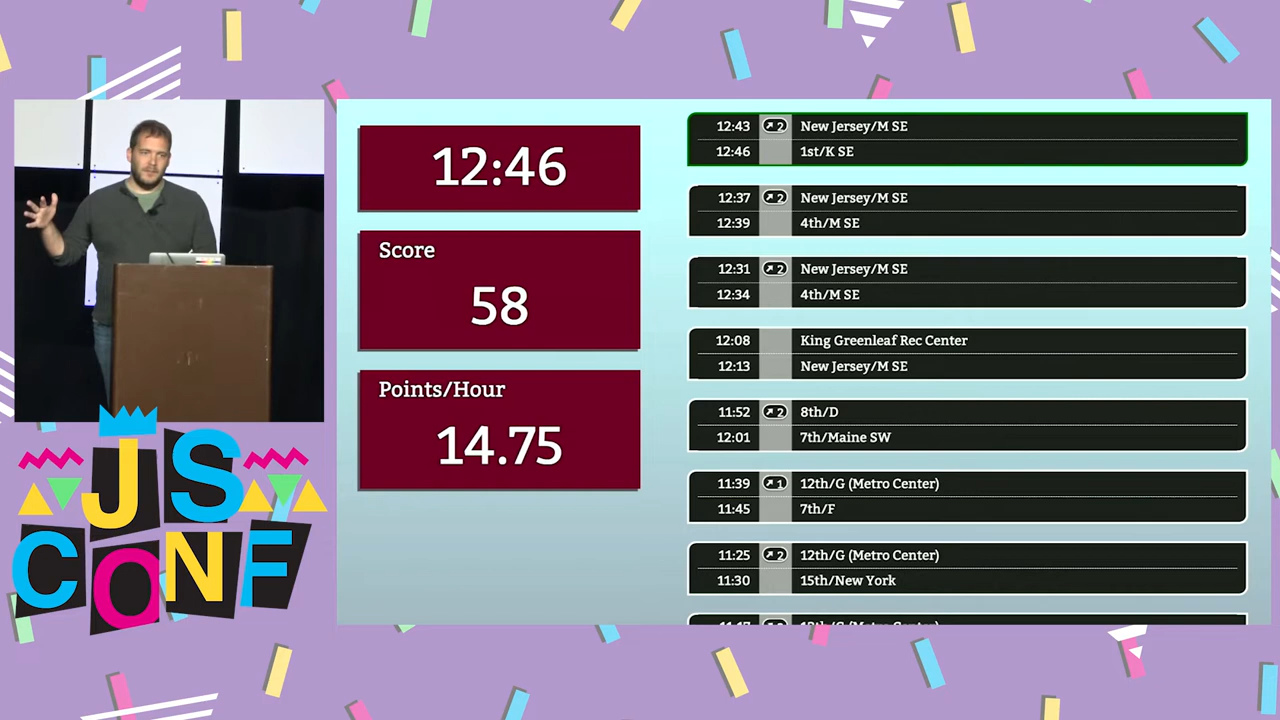 12:46
Score
58
Points/Hour
14.75
12:43 2 New Jersey/M SE
12:46 1st/K SE
12:37 2 New Jersey/M SE
12:39 4th/M SE
12:31 2 New Jersey/M SE
12:34 4th/M SE
12:08 King Greenleaf Rec Center
12:13 New Jersey/M SE
11:52 2 8th/D
12:01 7th/Maine SW
11:39 1 12th/G (Metro Center)
11:45 7th/F
11:25 2 12th/G (Metro Center)
11:30 15th/New York
12th/G (Metro Center)
JS
CONF